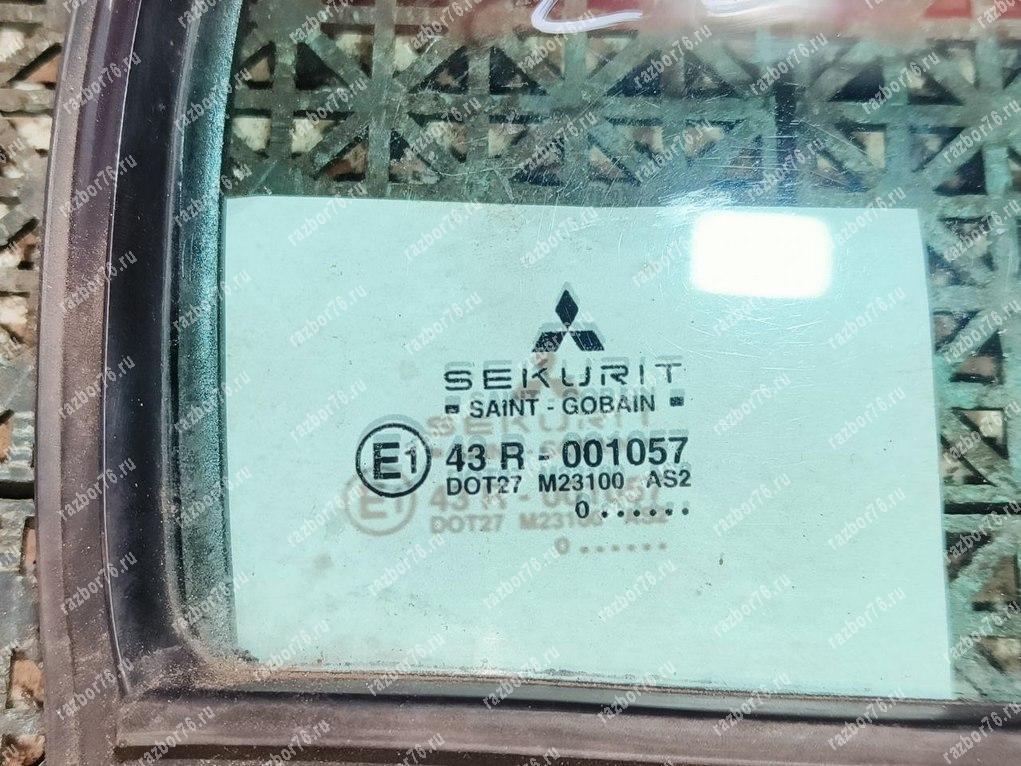 SEKURIT
SAINT - GOBAIN
E1 43 R - 001057
DOT27 M23100 AS2
0......
razbor76.ru